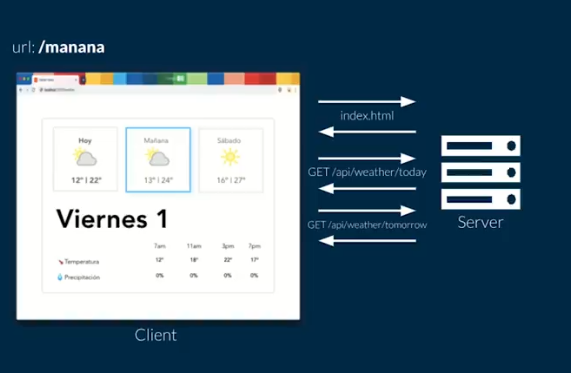 url: /manana
index.html
GET /api/weather/today
GET /api/weather/tomorrow
Server
Client
Hoy
Mañana
Sábado
12° | 22°
13° | 24°
16° | 27°
Viernes 1
7am 11am 3pm 7pm
Temperatura 12° 18° 22° 17°
Precipitación 0% 0% 0% 0%